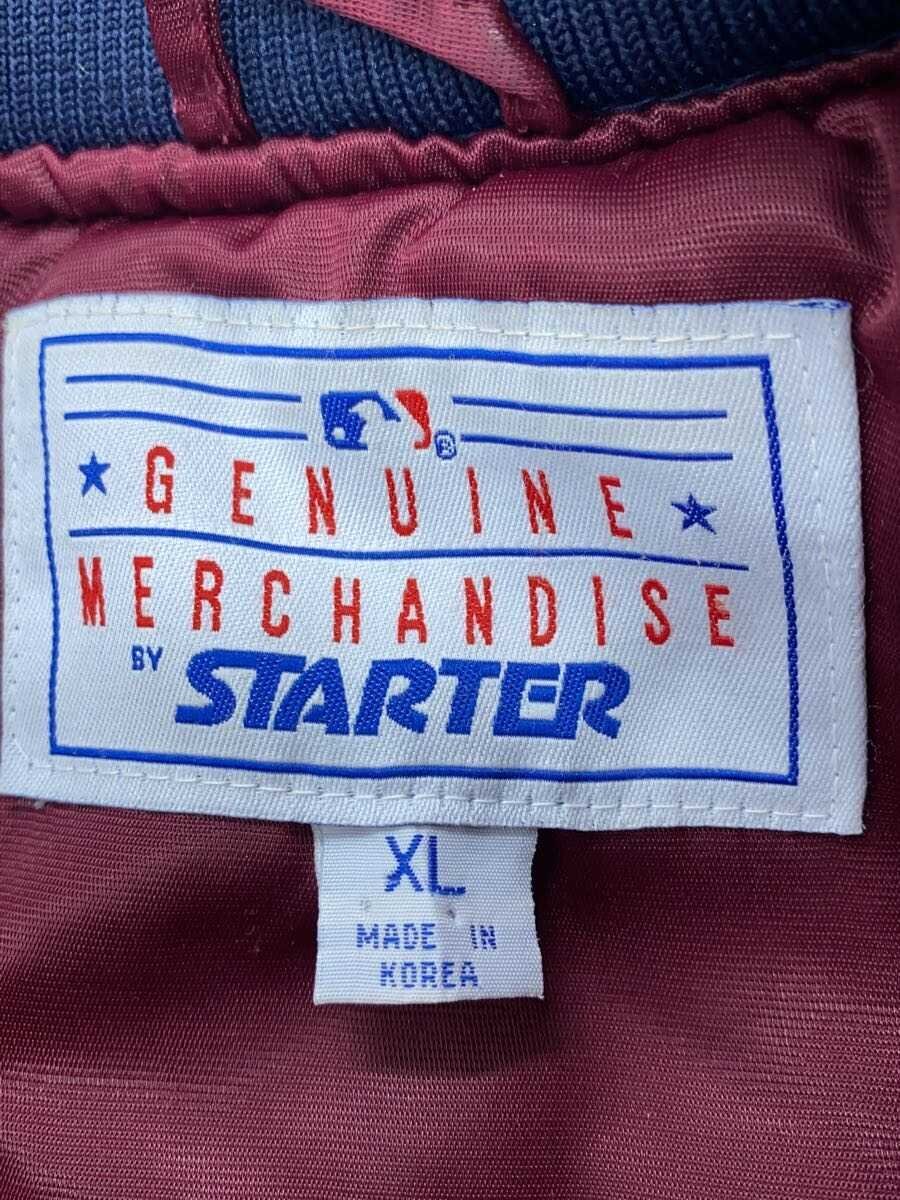 ®
GENUINE
MERCHANDISE
BY STARTER
XL
MADE IN
KOREA